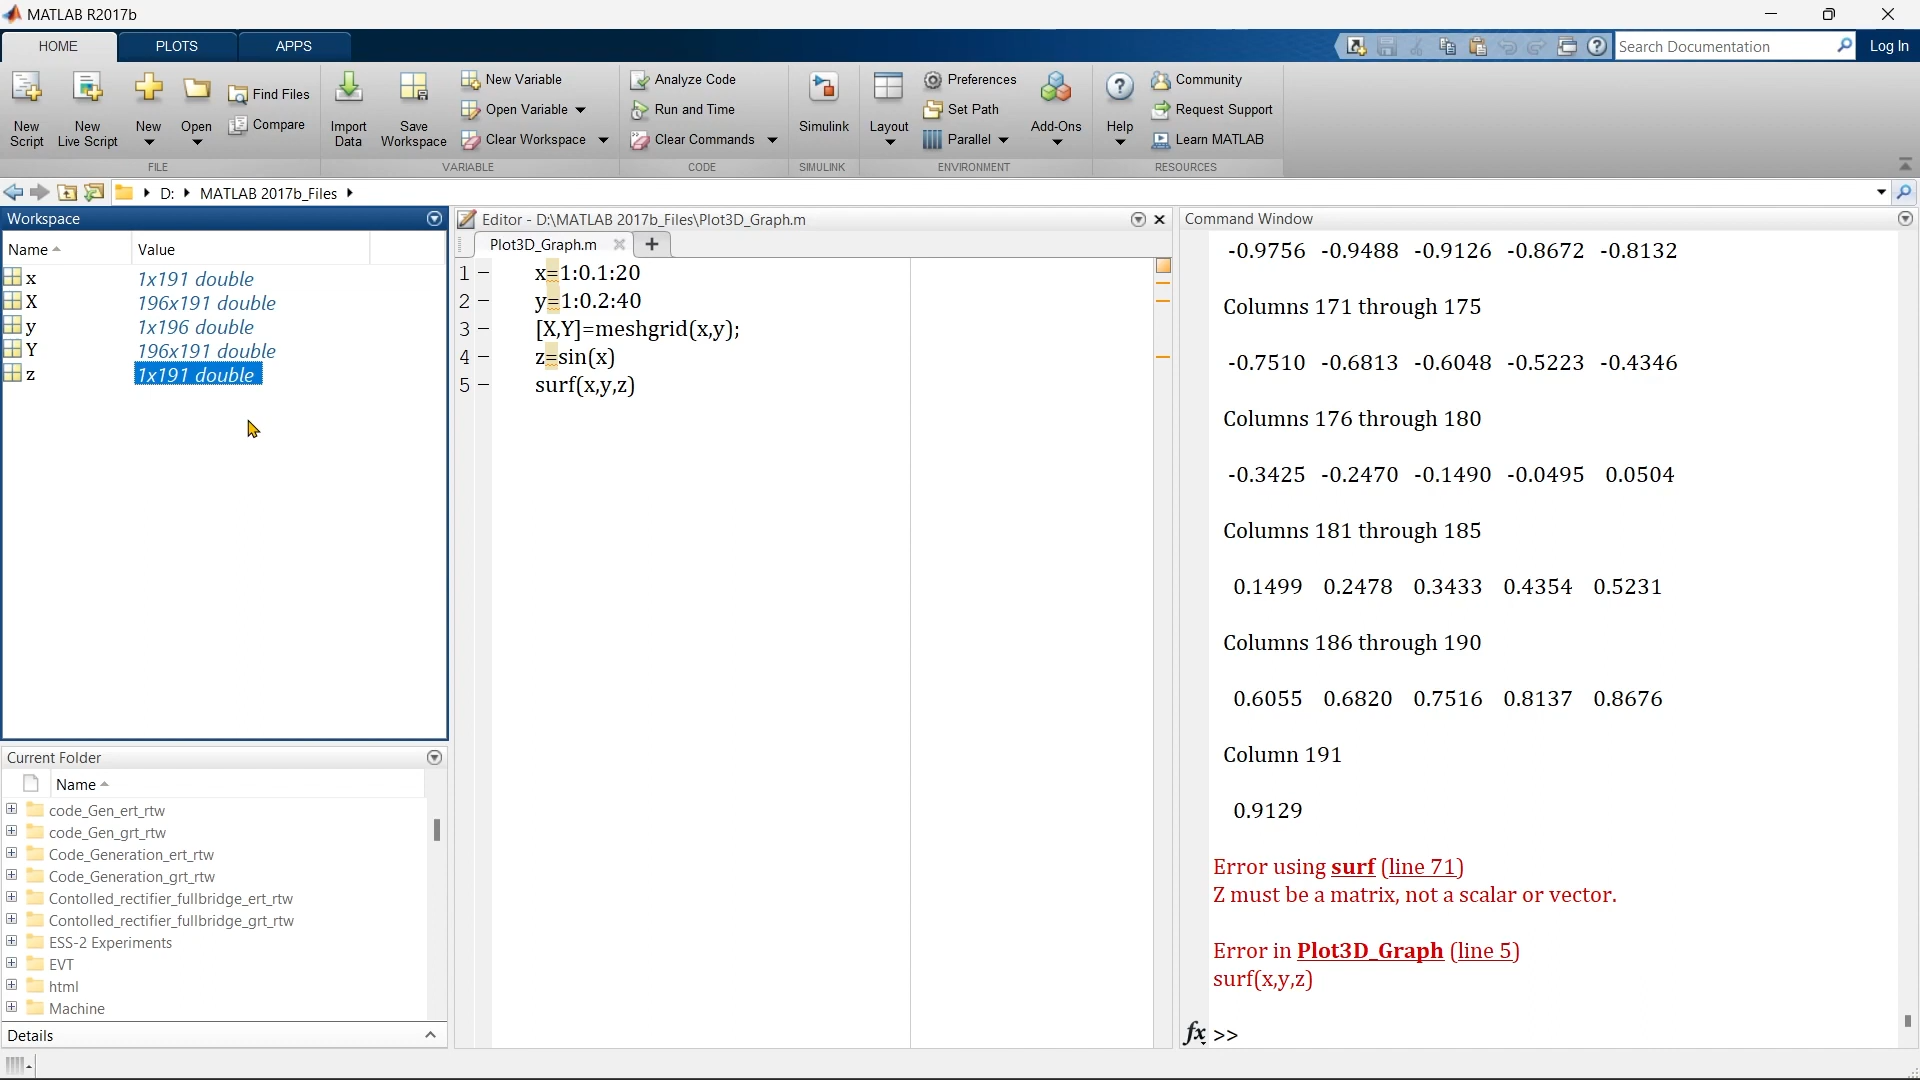 MATLAB R2017b
HOME PLOTS APPS
Search Documentation Log In
New Script
New Live Script
New
Open
Find Files
Compare
Import Data
Save Workspace
New Variable
Open Variable
Clear Workspace
Analyze Code
Run and Time
Clear Commands
Simulink
Layout
Preferences
Set Path
Parallel
Add-Ons
Help
Community
Request Support
Learn MATLAB
FILE VARIABLE CODE SIMULINK ENVIRONMENT RESOURCES
D: MATLAB 2017b_Files
Workspace
Name Value
x 1x191 double
X 196x191 double
y 1x196 double
Y 196x191 double
z 1x191 double
Current Folder
Name
code_Gen_ert_rtw
code_Gen_grt_rtw
Code_Generation_ert_rtw
Code_Generation_grt_rtw
Contolled_rectifier_fullbridge_ert_rtw
Contolled_rectifier_fullbridge_grt_rtw
ESS-2 Experiments
EVT
html
Machine
Details
Editor - D:\MATLAB 2017b_Files\Plot3D_Graph.m
Plot3D_Graph.m
1 – x=1:0.1:20
2 – y=1:0.2:40
3 – [X,Y]=meshgrid(x,y);
4 – z=sin(x)
5 – surf(x,y,z)
Command Window
-0.9756 -0.9488 -0.9126 -0.8672 -0.8132
Columns 171 through 175
-0.7510 -0.6813 -0.6048 -0.5223 -0.4346
Columns 176 through 180
-0.3425 -0.2470 -0.1490 -0.0495 0.0504
Columns 181 through 185
0.1499 0.2478 0.3433 0.4354 0.5231
Columns 186 through 190
0.6055 0.6820 0.7516 0.8137 0.8676
Column 191
0.9129
Error using surf (line 71)
Z must be a matrix, not a scalar or vector.
Error in Plot3D_Graph (line 5)
surf(x,y,z)
fx >>